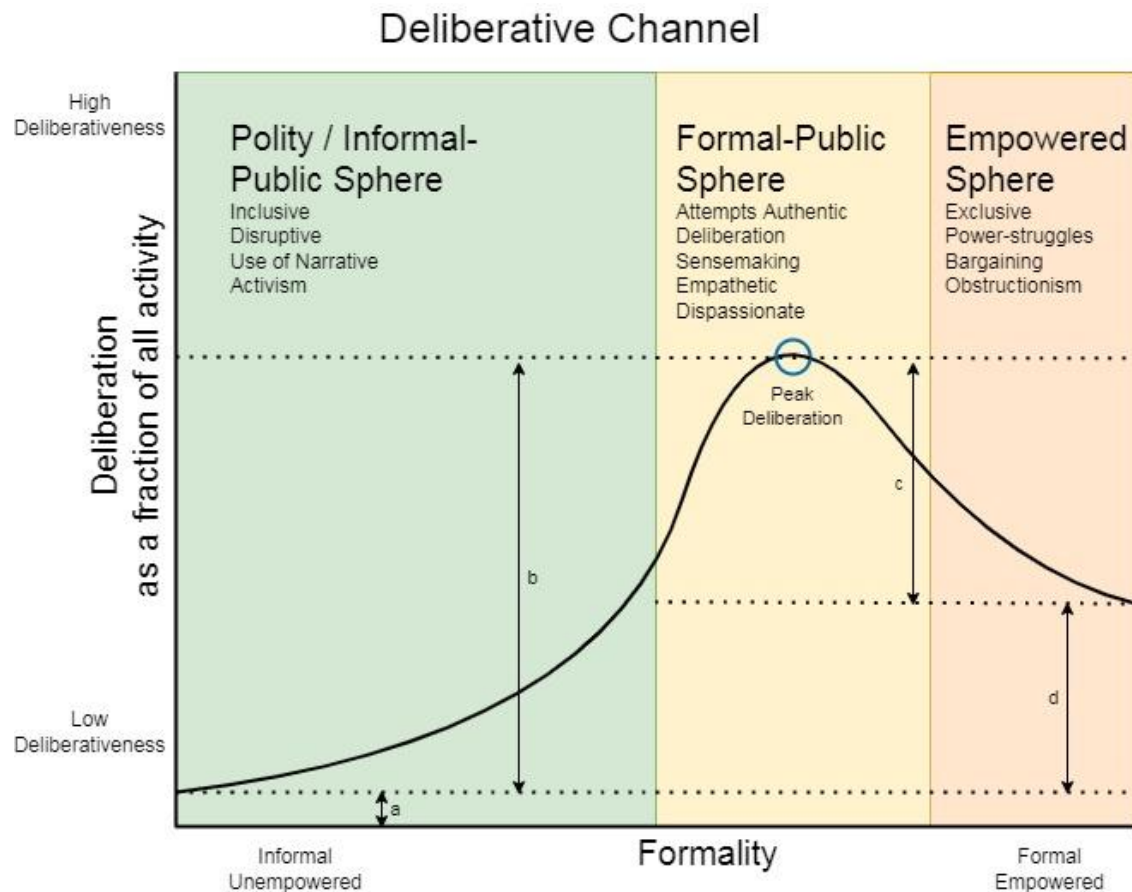 Deliberative Channel
High
Deliberativeness
Polity / Informal-
Public Sphere
Inclusive
Disruptive
Use of Narrative
Activism
Formal-Public
Sphere
Attempts Authentic
Deliberation
Sensemaking
Empathetic
Dispassionate
Empowered
Sphere
Exclusive
Power-struggles
Bargaining
Obstructionism
Deliberation
as a fraction of all activity
Peak
Deliberation
b
c
d
a
Low
Deliberativeness
Informal
Unempowered
Formality
Formal
Empowered